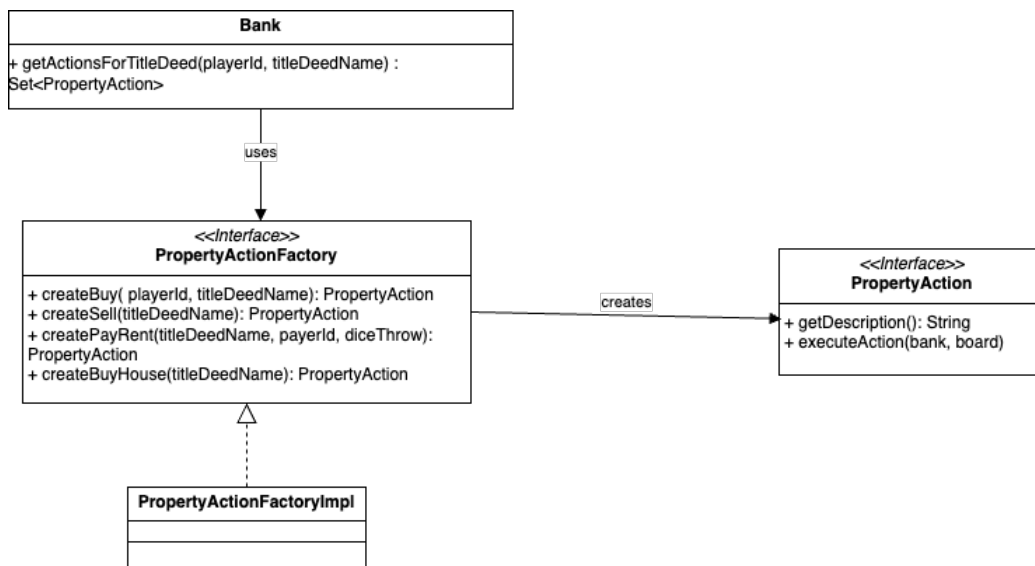 Bank
+ getActionsForTitleDeed(playerId, titleDeedName) :
Set<PropertyAction>
uses
<<Interface>>
PropertyActionFactory
+ createBuy( playerId, titleDeedName): PropertyAction
+ createSell(titleDeedName): PropertyAction
+ createPayRent(titleDeedName, payerId, diceThrow):
PropertyAction
+ createBuyHouse(titleDeedName): PropertyAction
creates
<<Interface>>
PropertyAction
+ getDescription(): String
+ executeAction(bank, board)
PropertyActionFactoryImpl